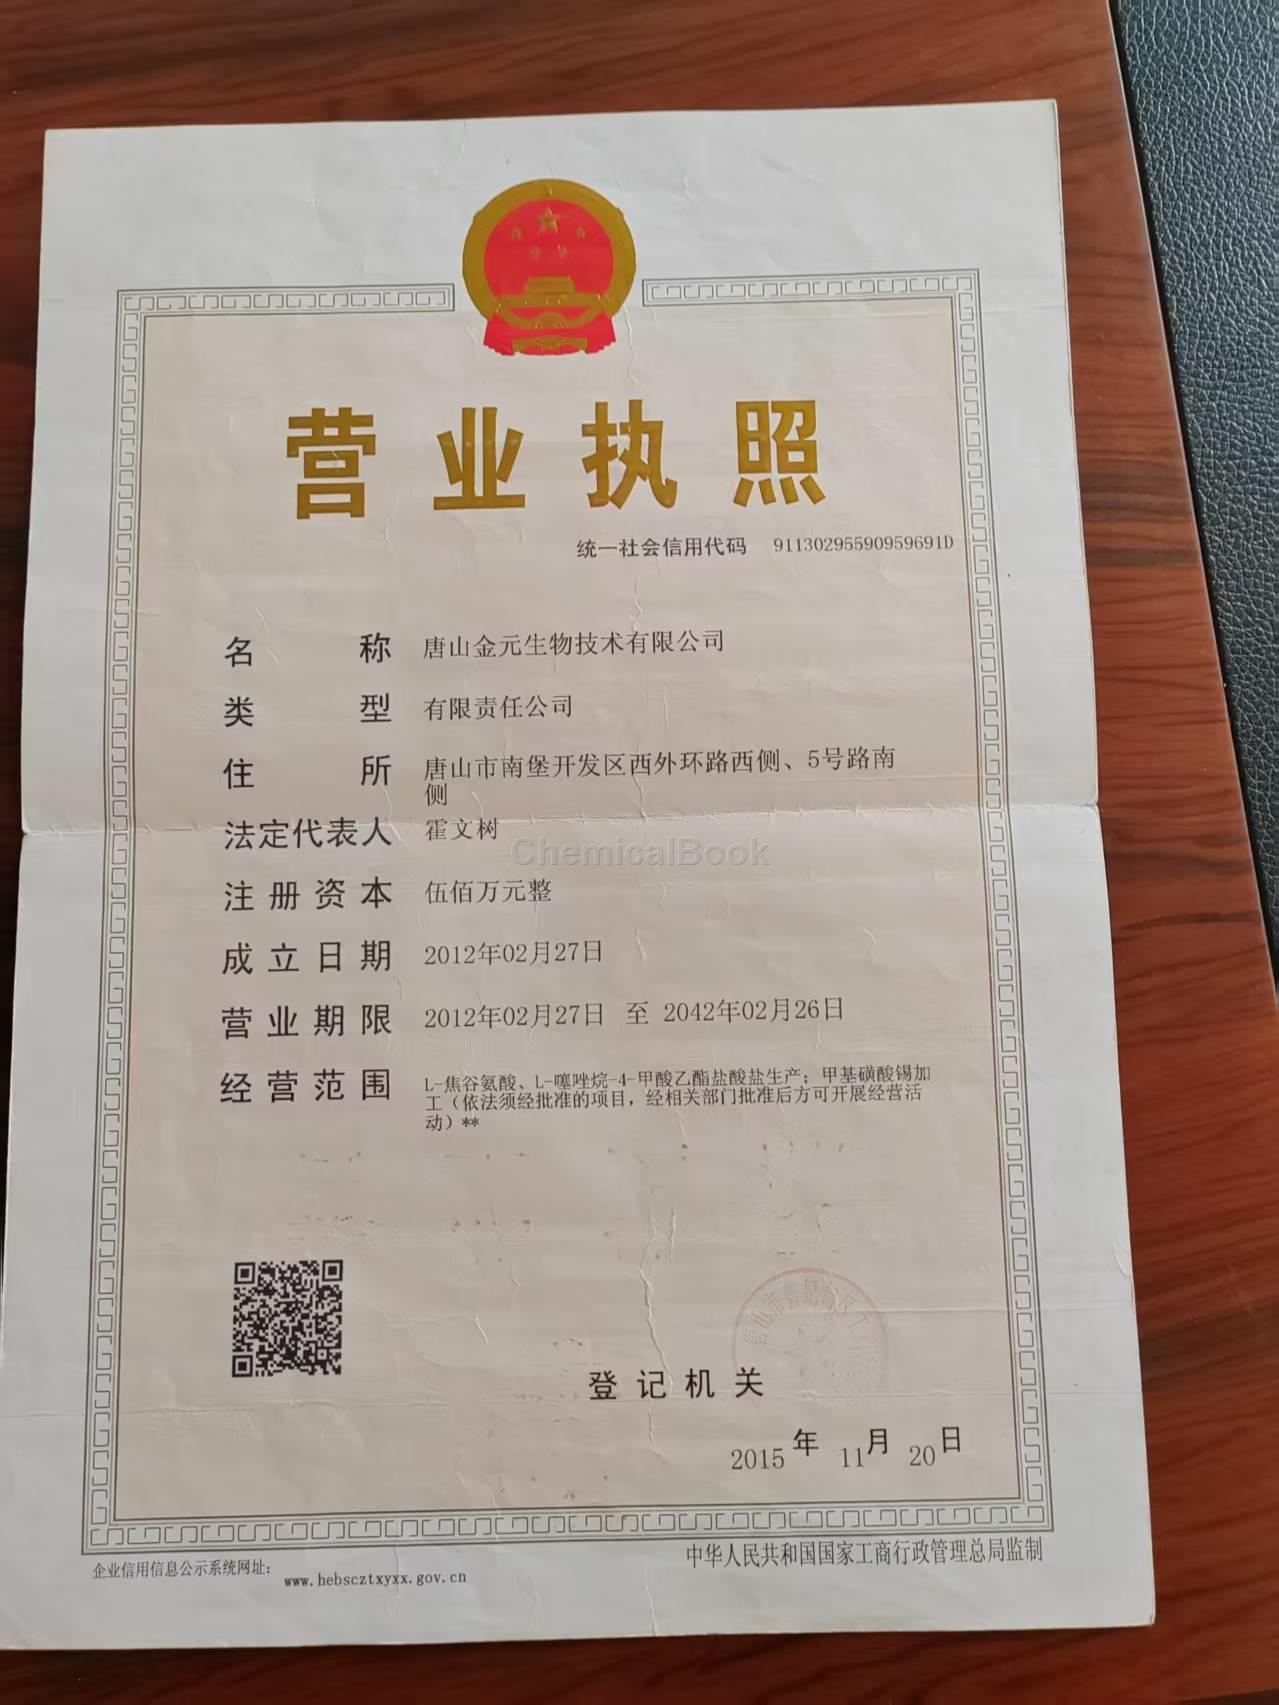 营业执照
统一社会信用代码 91130295590959691D
名称 唐山金元生物技术有限公司
类型 有限责任公司
住所 唐山市南堡开发区西外环路西侧、5号路南
侧
法定代表人 霍文树
ChemicalBook
注册资本 伍佰万元整
成立日期 2012年02月27日
营业期限 2012年02月27日 至 2042年02月26日
经营范围 L-焦谷氨酸、L-噻唑烷-4-甲酸乙酯盐酸盐生产；甲基磺酸锡加
工（依法须经批准的项目，经相关部门批准后方可开展经营活
动）**
登记机关
2015年 11月 20日
企业信用信息公示系统网址： www.hebscztxyxx.gov.cn
中华人民共和国国家工商行政管理总局监制